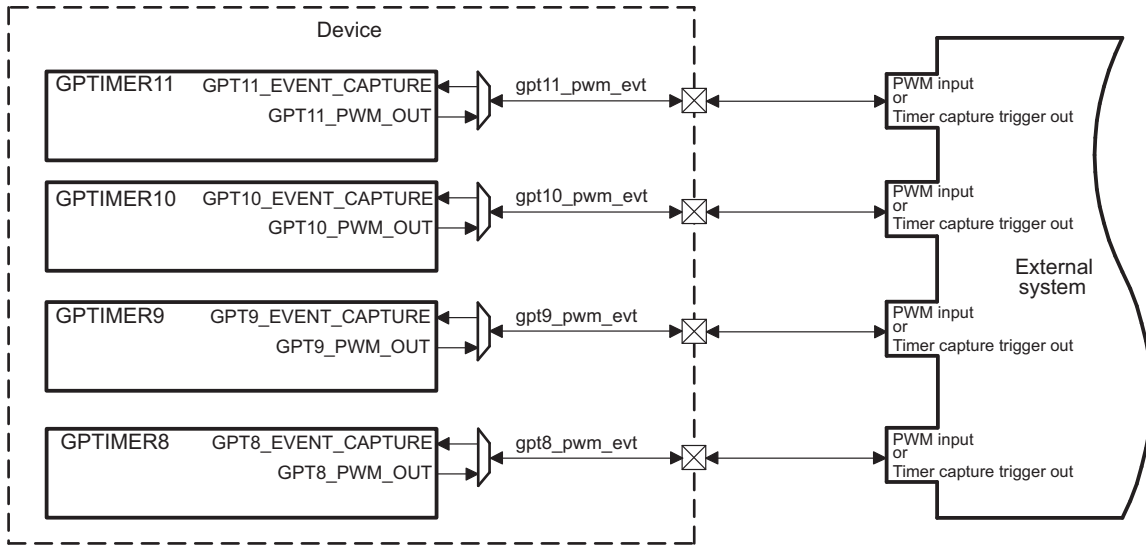 Device
GPTIMER11
GPT11_EVENT_CAPTURE
GPT11_PWM_OUT
gpt11_pwm_evt
PWM input
or
Timer capture trigger out
GPTIMER10
GPT10_EVENT_CAPTURE
GPT10_PWM_OUT
gpt10_pwm_evt
PWM input
or
Timer capture trigger out
External
system
GPTIMER9
GPT9_EVENT_CAPTURE
GPT9_PWM_OUT
gpt9_pwm_evt
PWM input
or
Timer capture trigger out
GPTIMER8
GPT8_EVENT_CAPTURE
GPT8_PWM_OUT
gpt8_pwm_evt
PWM input
or
Timer capture trigger out